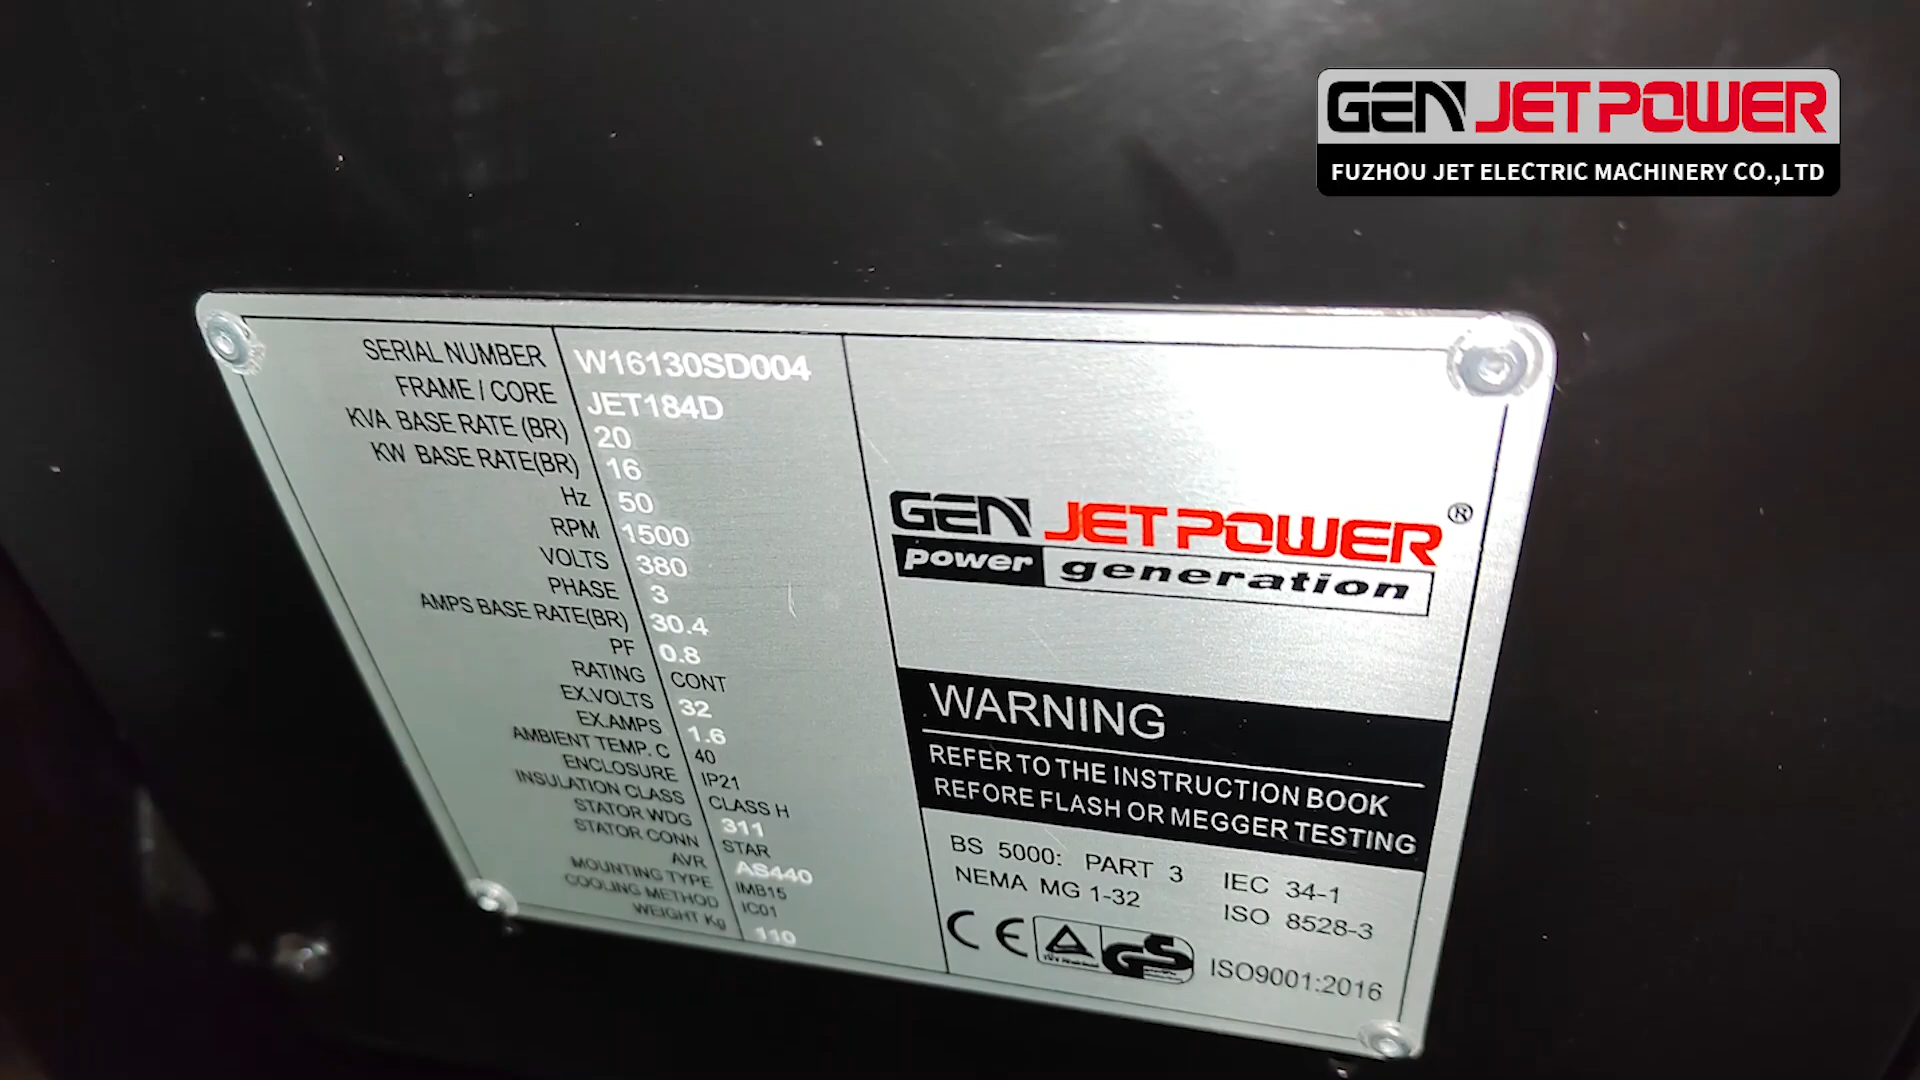 GEN JETPOWER
FUZHOU JET ELECTRIC MACHINERY CO.,LTD
SERIAL NUMBER W16130SD004
FRAME / CORE JET184D
KVA BASE RATE (BR) 20
KW BASE RATE(BR) 16
Hz 50
RPM 1500
VOLTS 380
PHASE 3
AMPS BASE RATE(BR) 30.4
PF 0.8
RATING CONT
EX.VOLTS 32
EX.AMPS 1.6
AMBIENT TEMP. C 40
ENCLOSURE IP21
INSULATION CLASS CLASS H
STATOR WDG 311
STATOR CONN STAR
AVR AS440
MOUNTING TYPE IMB15
COOLING METHOD IC01
WEIGHT Kg 110
GEN JETPOWER ®
power generation
WARNING
REFER TO THE INSTRUCTION BOOK
REFORE FLASH OR MEGGER TESTING
BS 5000: PART 3 IEC 34-1
NEMA MG 1-32 ISO 8528-3
CE GS ISO9001:2016